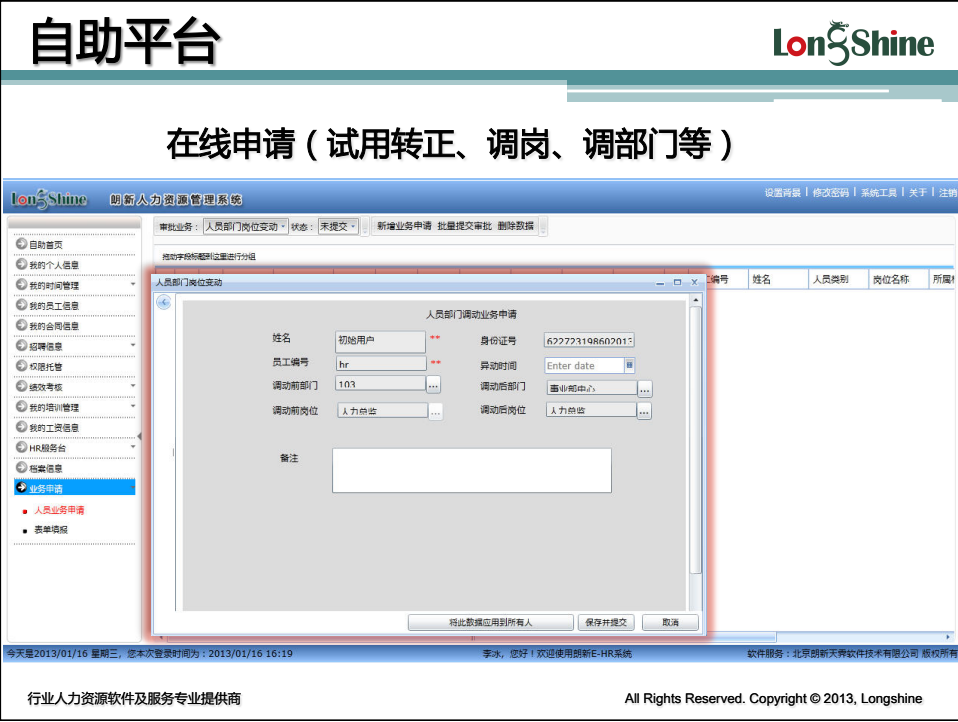 自助平台
LongShine
在线申请（试用转正、调岗、调部门等）
LongShine 朗新人力资源管理系统
设置背景 | 修改密码 | 系统工具 | 关于 | 注销
审批业务： 人员部门岗位变动 状态： 未提交 新增业务申请 批量提交审批 删除数据
拖动字段标题到这里进行分组
工编号 姓名 人员类别 岗位名称 所属
自助首页
我的个人信息
我的时间管理
我的员工信息
我的合同信息
招聘信息
权限托管
绩效考核
我的培训管理
我的工资信息
HR服务台
档案信息
业务申请
人员业务申请
表单填报
人员部门岗位变动
人员部门调动业务申请
姓名 初始用户 ** 身份证号 622723198602013
员工编号 hr ** 异动时间 Enter date
调动前部门 103 ... 调动后部门 事业部中心 ...
调动前岗位 人力总监 ... 调动后岗位 人力总监 ...
备注
将此数据应用到所有人 保存并提交 取消
今天是2013/01/16 星期三，您本次登录时间为：2013/01/16 16:19 李冰，您好！欢迎使用朗新E-HR系统 软件服务：北京朗新天霁软件技术有限公司 版权所有
行业人力资源软件及服务专业提供商
All Rights Reserved. Copyright © 2013, Longshine